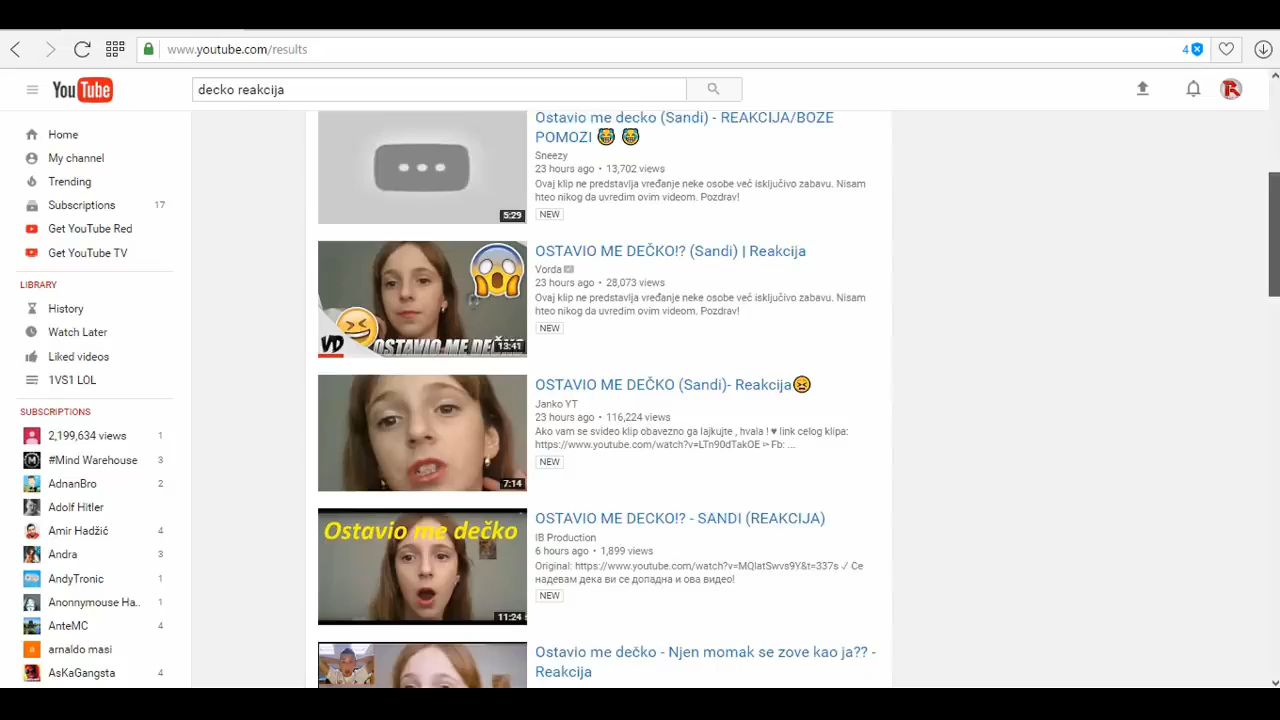 www.youtube.com/results
4
YouTube
decko reakcija
Home
My channel
Trending
Subscriptions 17
Get YouTube Red
Get YouTube TV
LIBRARY
History
Watch Later
Liked videos
1VS1 LOL
SUBSCRIPTIONS
2,199,634 views 1
#Mind Warehouse 3
AdnanBro 2
Adolf Hitler
Amir Hadžić 4
Andra 3
AndyTronic 1
Anonnymouse Ha.. 1
AnteMC 4
arnaldo masi
AsKaGangsta 4
Ostavio me decko (Sandi) - REAKCIJA/BOZE
POMOZI 😹 😹
Sneezy
23 hours ago • 13,702 views
Ovaj klip ne predstavlja vređanje neke osobe već isključivo zabavu. Nisam
hteo nikog da uvredim ovim videom. Pozdrav!
NEW
5:29
OSTAVIO ME DEČKO!? (Sandi) | Reakcija
Vorda
23 hours ago • 28,073 views
Ovaj klip ne predstavlja vređanje neke osobe već isključivo zabavu. Nisam
hteo nikog da uvredim ovim videom. Pozdrav!
NEW
VD OSTAVIO ME DEČKO
13:41
OSTAVIO ME DEČKO (Sandi)- Reakcija😣
Janko YT
23 hours ago • 116,224 views
Ako vam se svideo klip obavezno ga lajkujte , hvala ! ♥ link celog klipa:
https://www.youtube.com/watch?v=LTn90dTakOE ⊳ Fb: ...
NEW
7:14
OSTAVIO ME DECKO!? - SANDI (REAKCIJA)
IB Production
6 hours ago • 1,899 views
Original: https://www.youtube.com/watch?v=MQlatSwvs9Y&t=337s ✓ Се
надевам дека ви се допадна и ова видео!
NEW
Ostavio me dečko
11:24
Ostavio me dečko - Njen momak se zove kao ja?? -
Reakcija